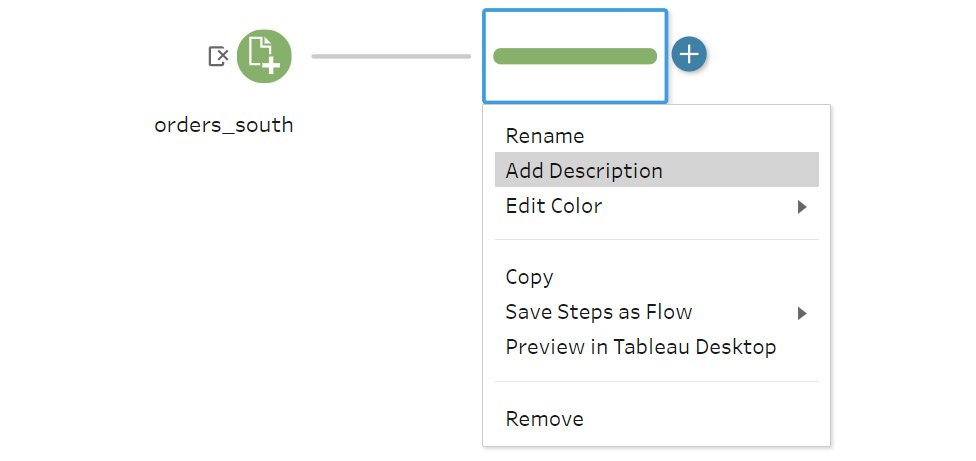 orders_south
Rename
Add Description
Edit Color
Copy
Save Steps as Flow
Preview in Tableau Desktop
Remove